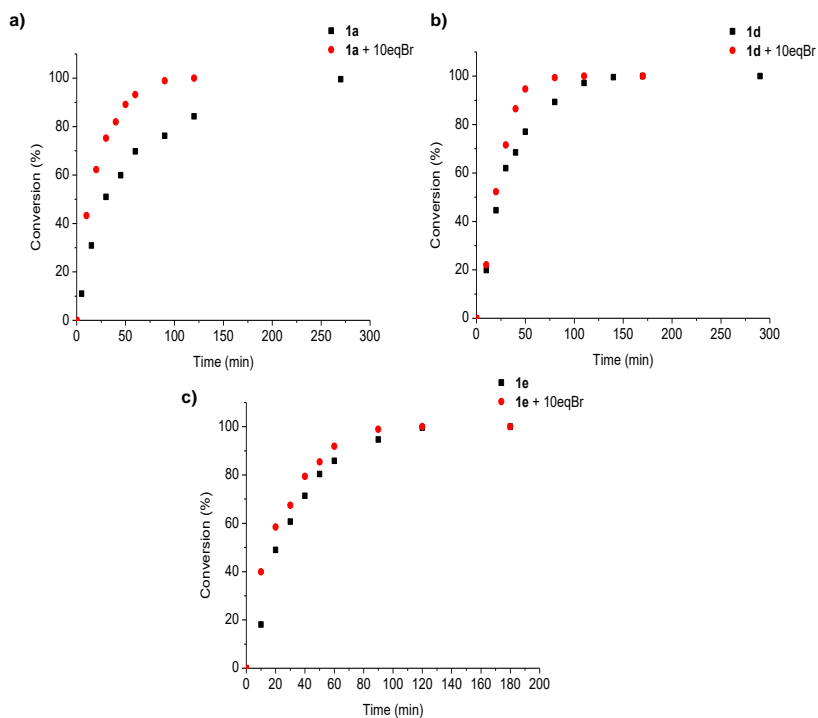 a)
1a
1a + 10eqBr
100
80
60
40
20
0
Conversion (%)
0 50 100 150 200 250 300
Time (min)
b)
1d
1d + 10eqBr
100
80
60
40
20
0
Conversion (%)
0 50 100 150 200 250 300
Time (min)
c)
1e
1e + 10eqBr
100
80
60
40
20
0
Conversion (%)
0 20 40 60 80 100 120 140 160 180 200
Time (min)